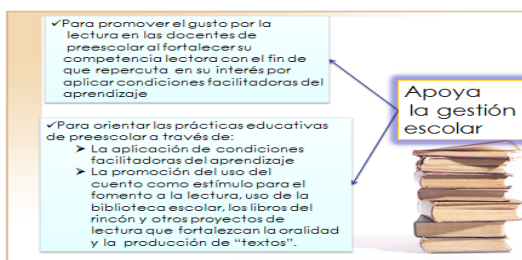 ✓Para promover el gusto por la
lectura en las docentes de
preescolar al fortalecer su
competencia lectora con el fin de
que repercuta en su interés por
aplicar condiciones facilitadoras del
aprendizaje
Apoya
la gestión
escolar
✓Para orientar las prácticas educativas
de preescolar a través de:
➤ La aplicación de condiciones
facilitadoras del aprendizaje
➤ La promoción del uso del
cuento como estímulo para el
fomento a la lectura, uso de la
biblioteca escolar, los libros del
rincón y otros proyectos de
lectura que fortalezcan la oralidad
y la producción de “textos”.